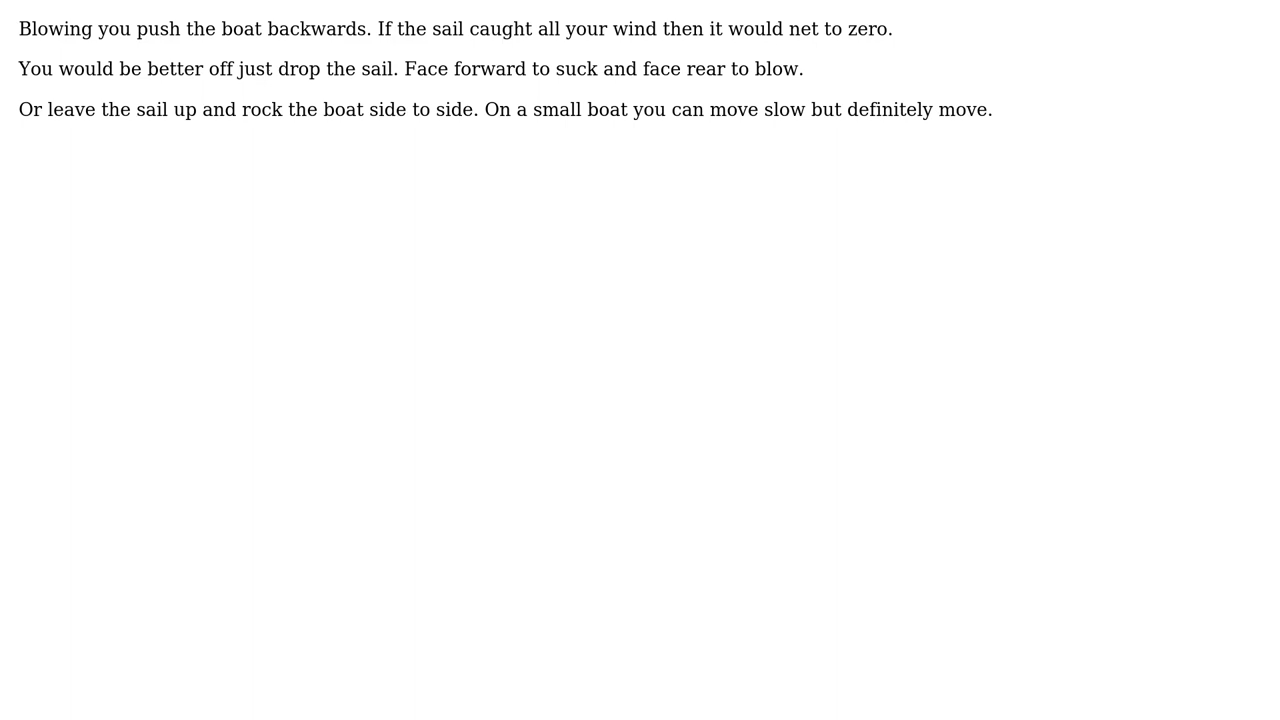 Blowing you push the boat backwards. If the sail caught all your wind then it would net to zero.
You would be better off just drop the sail. Face forward to suck and face rear to blow.
Or leave the sail up and rock the boat side to side. On a small boat you can move slow but definitely move.